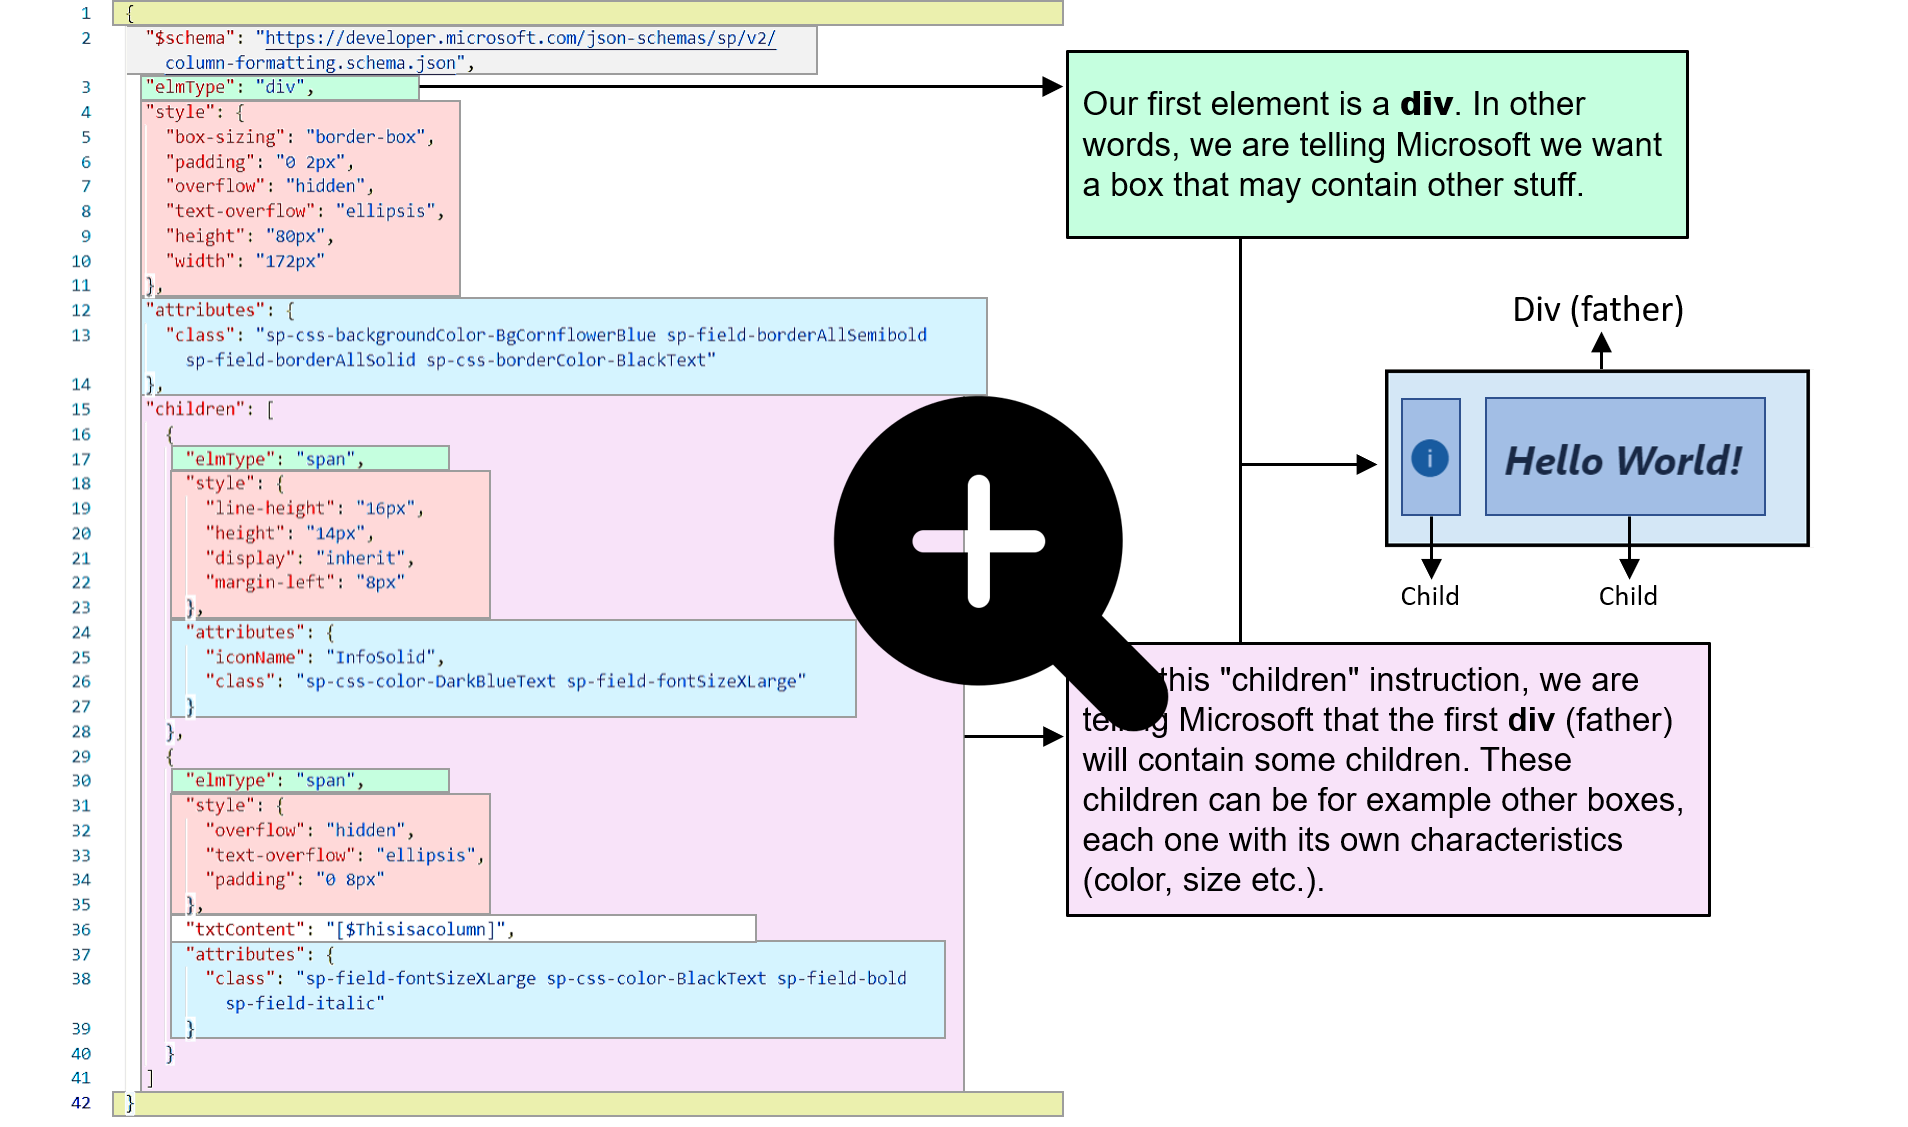 1 {
2 "$schema": "https://developer.microsoft.com/json-schemas/sp/v2/
column-formatting.schema.json",
3 "elmType": "div",
4 "style": {
5 "box-sizing": "border-box",
6 "padding": "0 2px",
7 "overflow": "hidden",
8 "text-overflow": "ellipsis",
9 "height": "80px",
10 "width": "172px"
11 },
12 "attributes": {
13 "class": "sp-css-backgroundColor-BgCornflowerBlue sp-field-borderAllSemibold
sp-field-borderAllSolid sp-css-borderColor-BlackText"
14 },
15 "children": [
16 {
17 "elmType": "span",
18 "style": {
19 "line-height": "16px",
20 "height": "14px",
21 "display": "inherit",
22 "margin-left": "8px"
23 },
24 "attributes": {
25 "iconName": "InfoSolid",
26 "class": "sp-css-color-DarkBlueText sp-field-fontSizeXLarge"
27 }
28 },
29 {
30 "elmType": "span",
31 "style": {
32 "overflow": "hidden",
33 "text-overflow": "ellipsis",
34 "padding": "0 8px"
35 },
36 "txtContent": "[$Thisisacolumn]",
37 "attributes": {
38 "class": "sp-field-fontSizeXLarge sp-css-color-BlackText sp-field-bold
sp-field-italic"
39 }
40 }
41 ]
42 }
Our first element is a div. In other
words, we are telling Microsoft we want
a box that may contain other stuff.
Div (father)
i
Hello World!
Child
Child
this "children" instruction, we are
Microsoft that the first div (father)
will contain some children. These
children can be for example other boxes,
each one with its own characteristics
(color, size etc.).